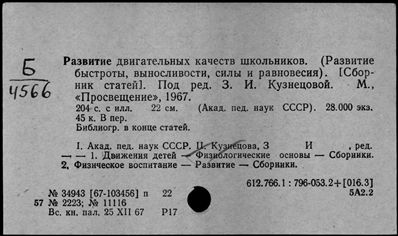 Б
4566
Развитие двигательных качеств школьников. (Развитие
быстроты, выносливости, силы и равновесия). [Сбор-
ник статей]. Под ред. З. И. Кузнецовой. М.,
«Просвещение», 1967.
204 с. с илл. 22 см. (Акад. пед. наук СССР). 28.000 экз.
45 к. В пер.
Библиогр. в конце статей.
I. Акад. пед. наук СССР. II. Кузнецова, З И , ред.
— — 1. Движения детей — Физиологические основы — Сборники.
2. Физическое воспитание — Развитие — Сборники.
612.766.1 : 796-053.2+[016.3]
№ 34943 [67-103456] п 22 5А2.2
57 № 2223; № 11116
Вс. кн. пал. 25 XII 67 Р17